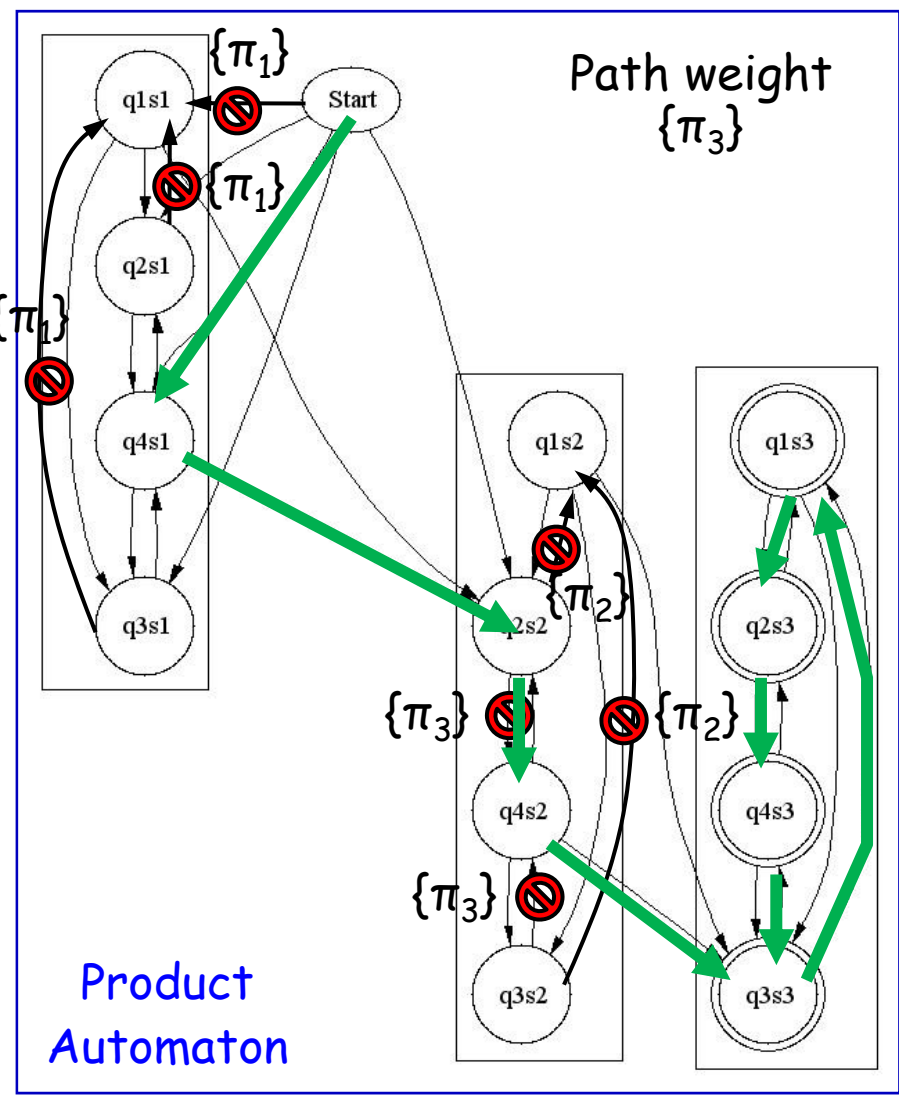 {π₁}
Path weight
{π₃}
q1s1
Start
{π₁}
q2s1
{π₁}
q4s1
q1s2
q1s3
{π₂}
q3s1
q2s2
q2s3
{π₃}
{π₂}
q4s2
q4s3
{π₃}
Product
Automaton
q3s2
q3s3